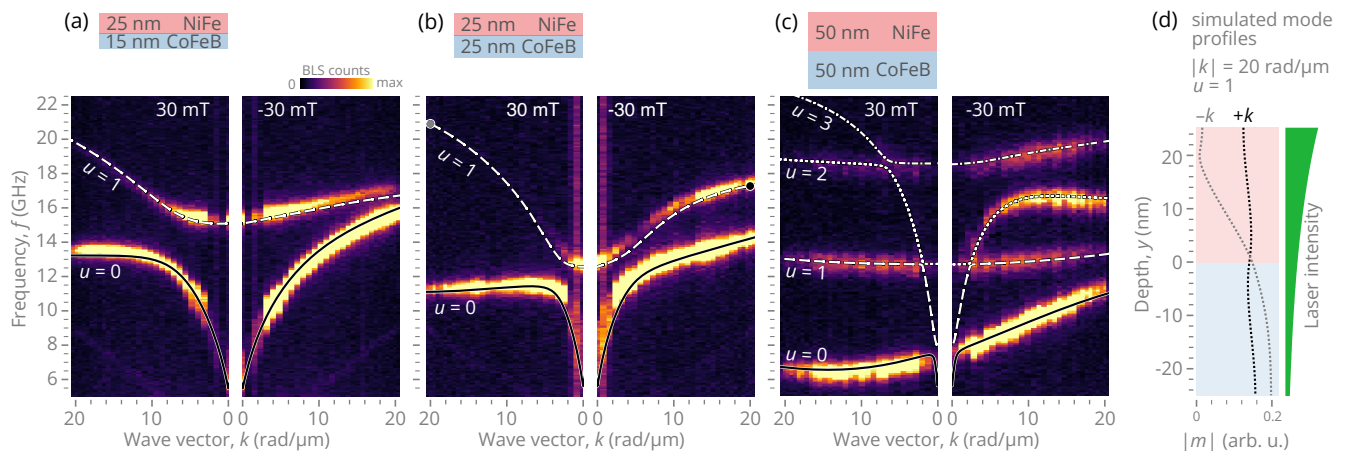 (a)
25 nm NiFe
15 nm CoFeB
(b)
25 nm NiFe
25 nm CoFeB
(c)
50 nm NiFe
50 nm CoFeB
(d)
simulated mode
profiles
|k| = 20 rad/µm
u = 1
BLS counts
0 max
Frequency, f (GHz)
22
20
18
16
14
12
10
8
6
30 mT
-30 mT
u = 1
u = 0
20 10 0 0 10 20
Wave vector, k (rad/µm)
30 mT
-30 mT
u = 1
u = 0
20 10 0 0 10 20
Wave vector, k (rad/µm)
30 mT
-30 mT
u = 3
u = 2
u = 1
u = 0
20 10 0 0 10 20
Wave vector, k (rad/µm)
–k +k
Depth, y (nm)
20
10
0
-10
-20
0 0.2
|m| (arb. u.)
Laser intensity